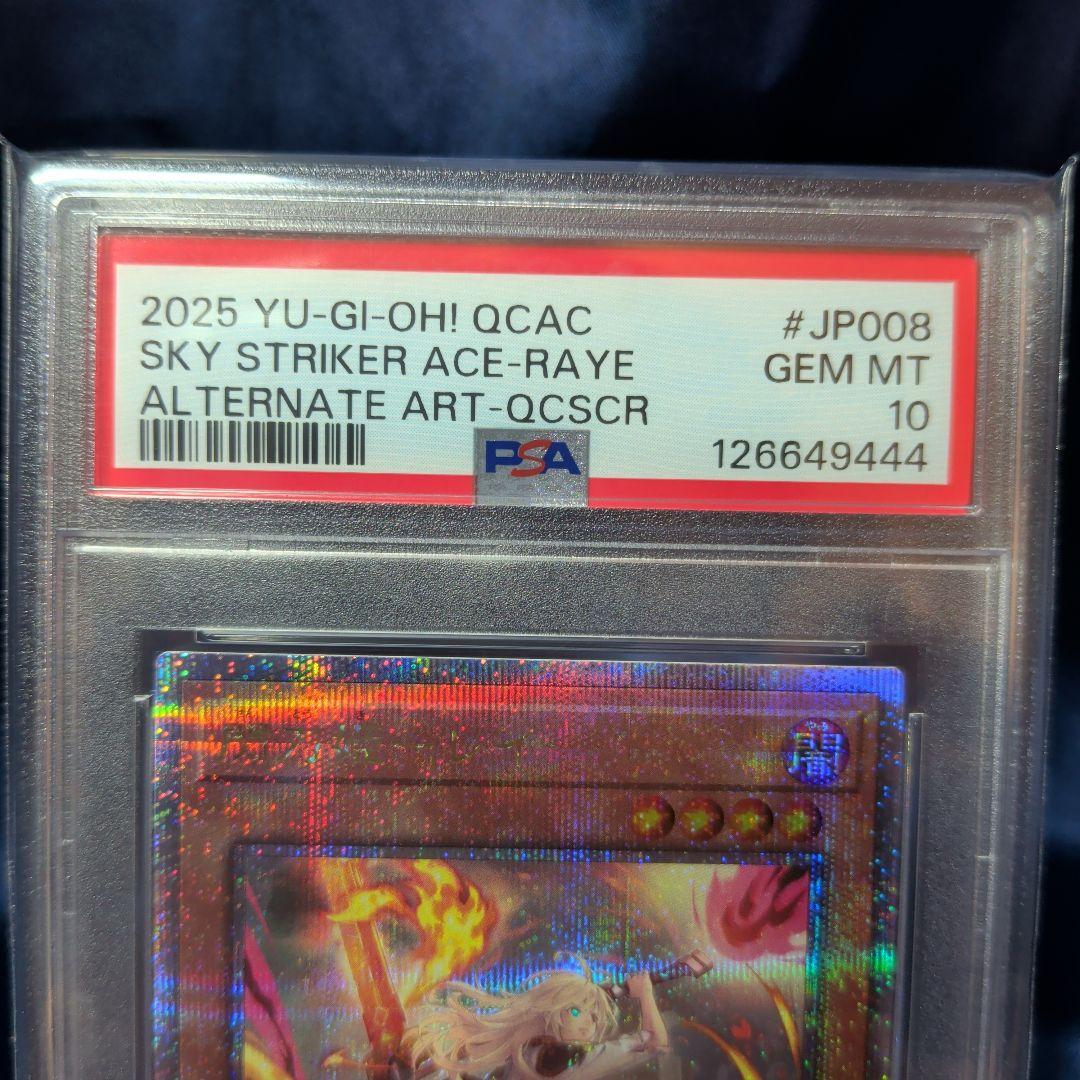 2025 YU-GI-OH! QCAC
SKY STRIKER ACE-RAYE
ALTERNATE ART-QCSCR
#JP008
GEM MT
10
126649444
PSA
闇